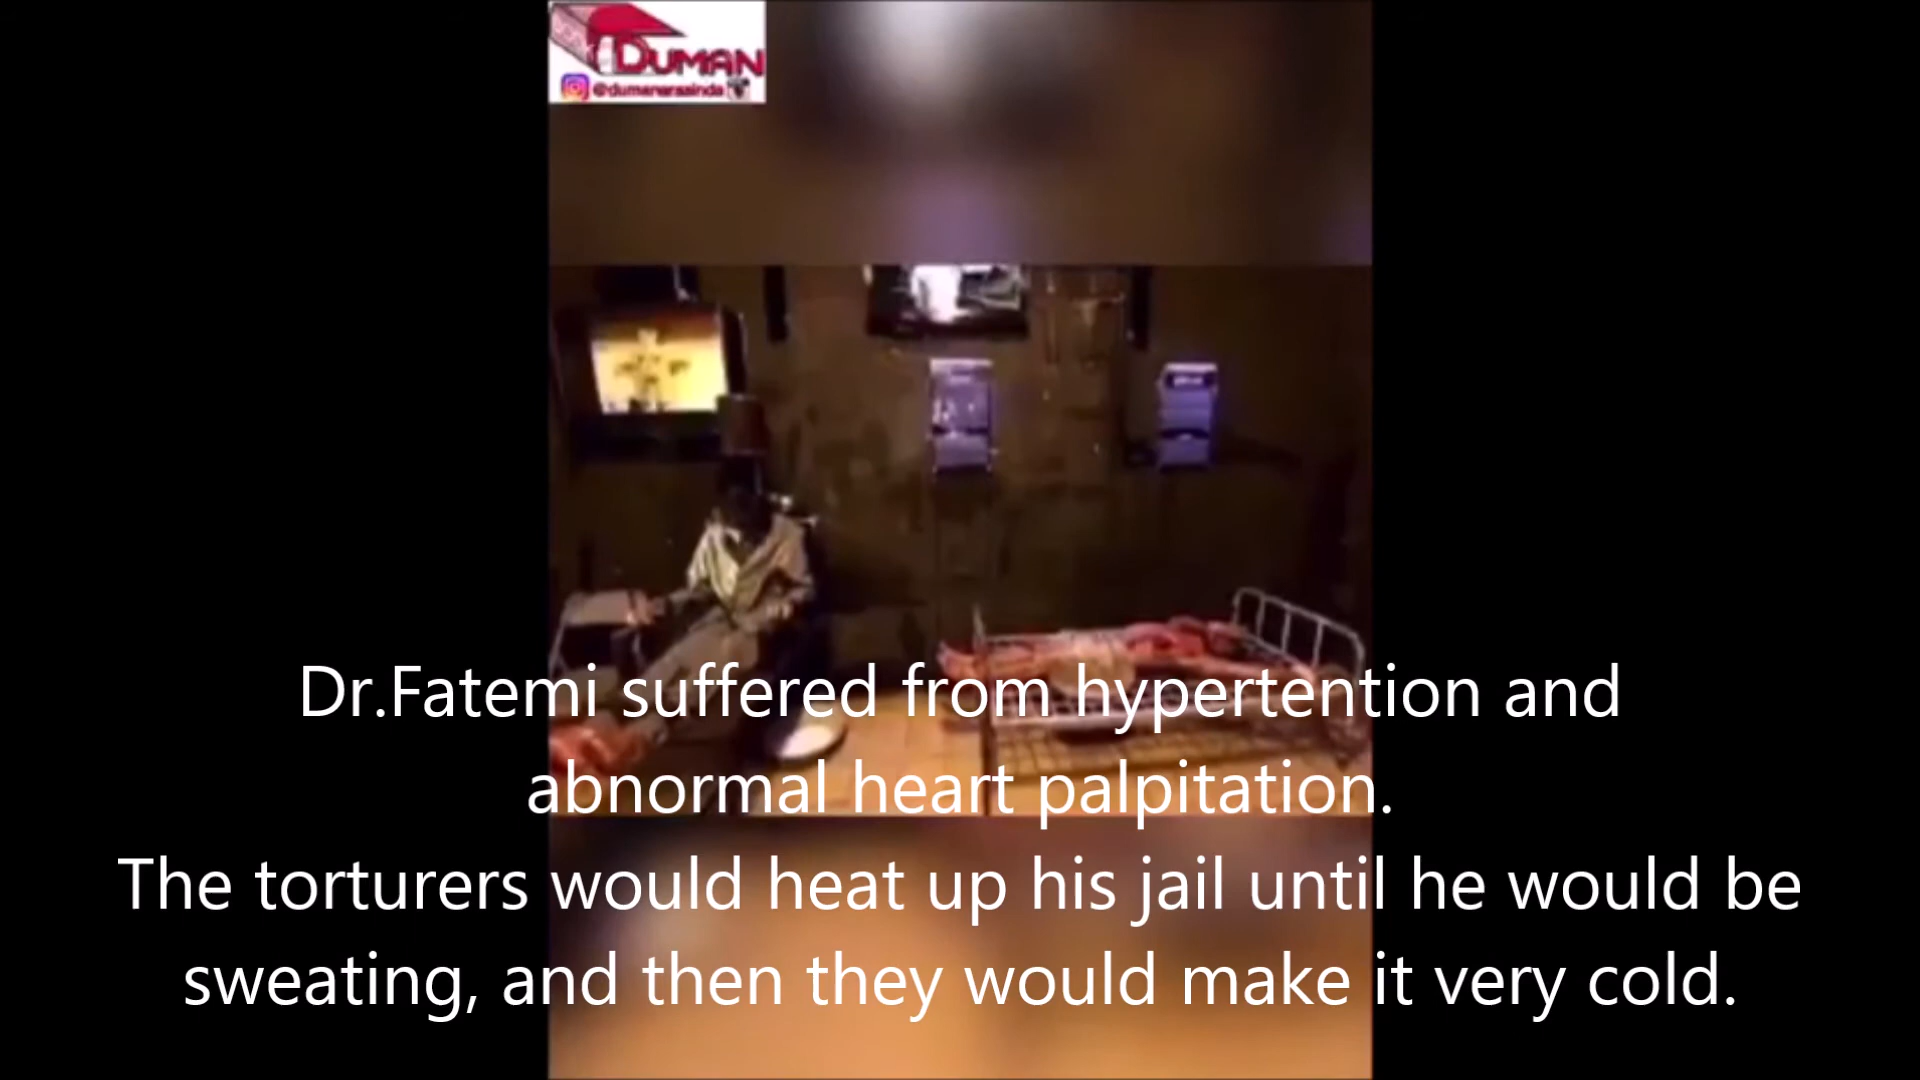 DUMAN
@dumanarasinda
Dr.Fatemi suffered from hypertention and
abnormal heart palpitation.
The torturers would heat up his jail until he would be
sweating, and then they would make it very cold.